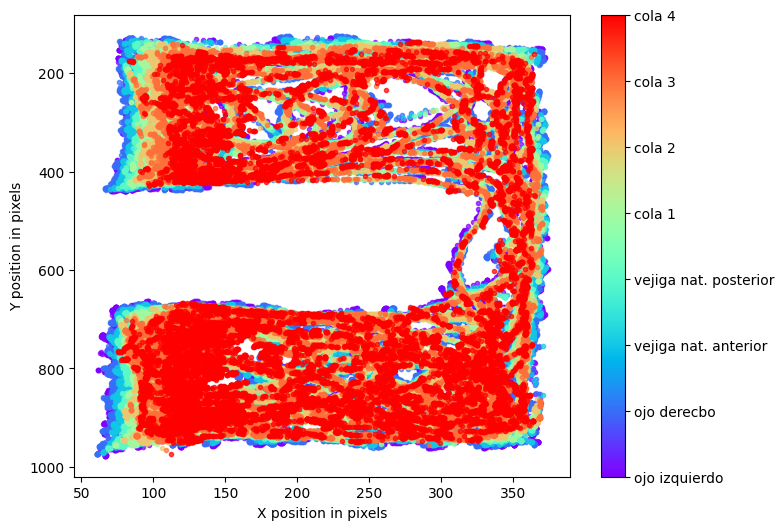 200
400
600
800
1000
Y position in pixels
50 100 150 200 250 300 350
X position in pixels
cola 4
cola 3
cola 2
cola 1
vejiga nat. posterior
vejiga nat. anterior
ojo derecbo
ojo izquierdo